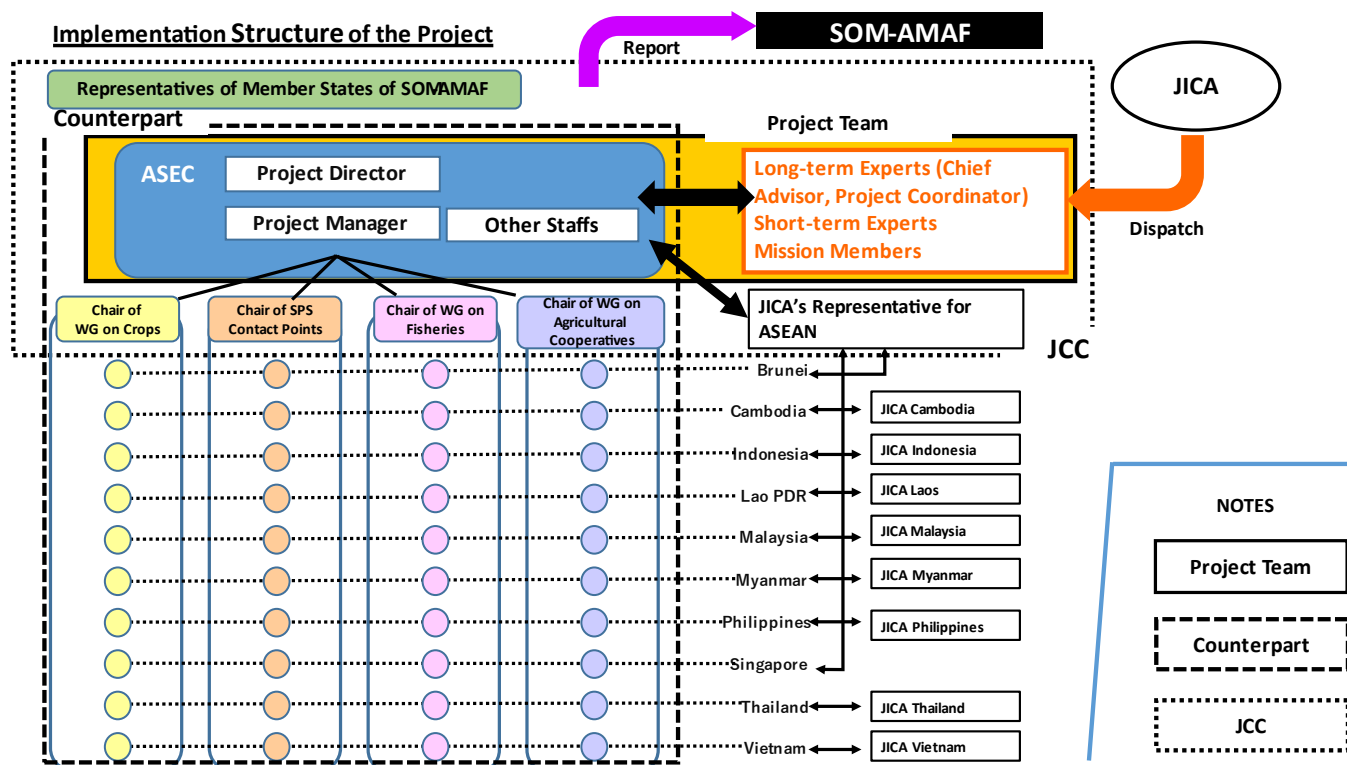 Implementation Structure of the Project
SOM-AMAF
Report
Representatives of Member States of SOMAMAF
JICA
Counterpart
Project Team
ASEC
Project Director
Project Manager
Other Staffs
Long-term Experts (Chief
Advisor, Project Coordinator)
Short-term Experts
Mission Members
Dispatch
Chair of
WG on Crops
Chair of SPS
Contact Points
Chair of WG on
Fisheries
Chair of WG on
Agricultural
Cooperatives
JICA's Representative for
ASEAN
JCC
Brunei
Cambodia
JICA Cambodia
Indonesia
JICA Indonesia
Lao PDR
JICA Laos
Malaysia
JICA Malaysia
Myanmar
JICA Myanmar
Philippines
JICA Philippines
Singapore
Thailand
JICA Thailand
Vietnam
JICA Vietnam
NOTES
Project Team
Counterpart
JCC